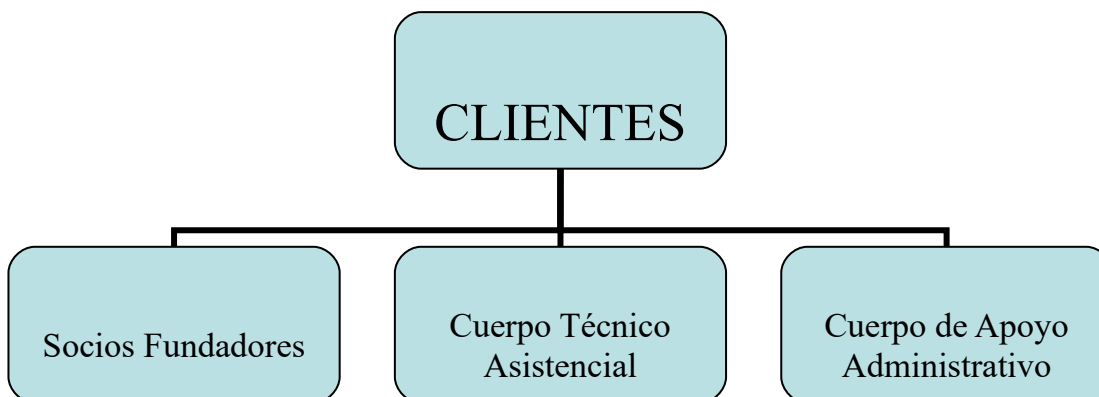 CLIENTES
Socios Fundadores
Cuerpo Técnico
Asistencial
Cuerpo de Apoyo
Administrativo